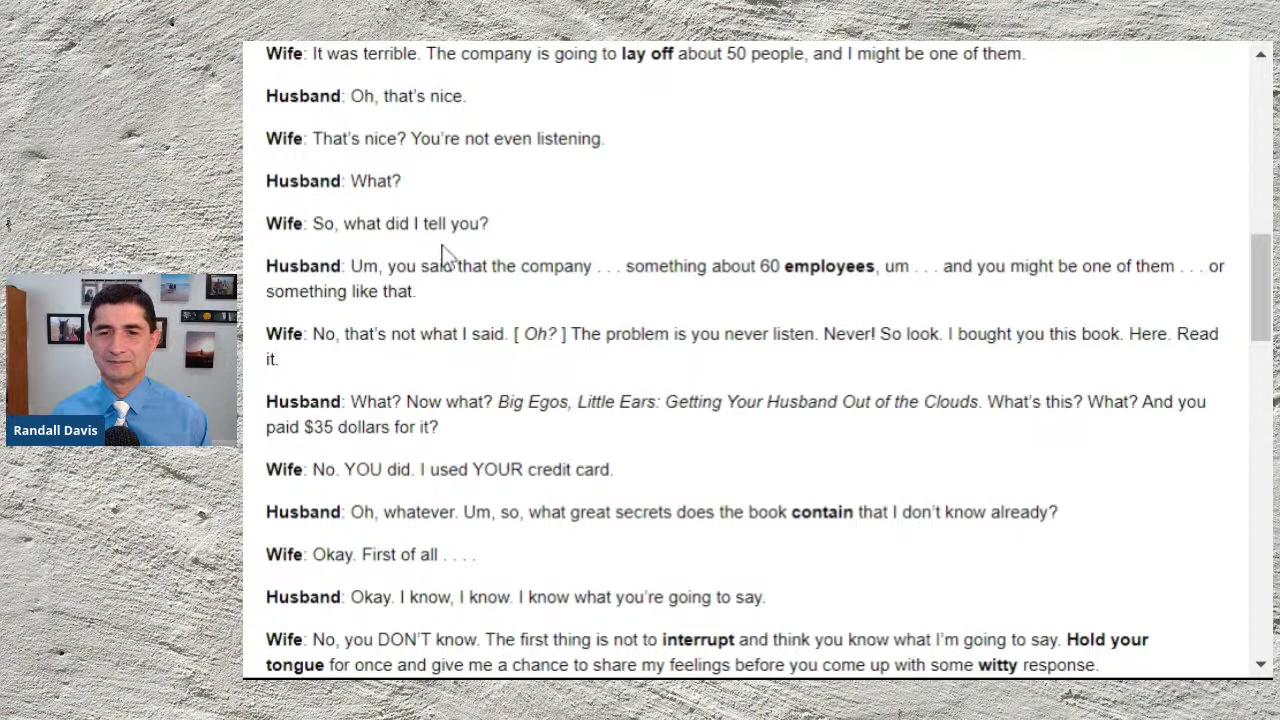 Wife: It was terrible. The company is going to lay off about 50 people, and I might be one of them.
Husband: Oh, that's nice.
Wife: That's nice? You're not even listening.
Husband: What?
Wife: So, what did I tell you?
Husband: Um, you said that the company . . . something about 60 employees, um . . . and you might be one of them . . . or
something like that.
Wife: No, that's not what I said. [ Oh? ] The problem is you never listen. Never! So look. I bought you this book. Here. Read
it.
Husband: What? Now what? Big Egos, Little Ears: Getting Your Husband Out of the Clouds. What's this? What? And you
paid $35 dollars for it?
Wife: No. YOU did. I used YOUR credit card.
Husband: Oh, whatever. Um, so, what great secrets does the book contain that I don't know already?
Wife: Okay. First of all . . . .
Husband: Okay. I know, I know. I know what you're going to say.
Wife: No, you DON'T know. The first thing is not to interrupt and think you know what I'm going to say. Hold your
tongue for once and give me a chance to share my feelings before you come up with some witty response.
Randall Davis